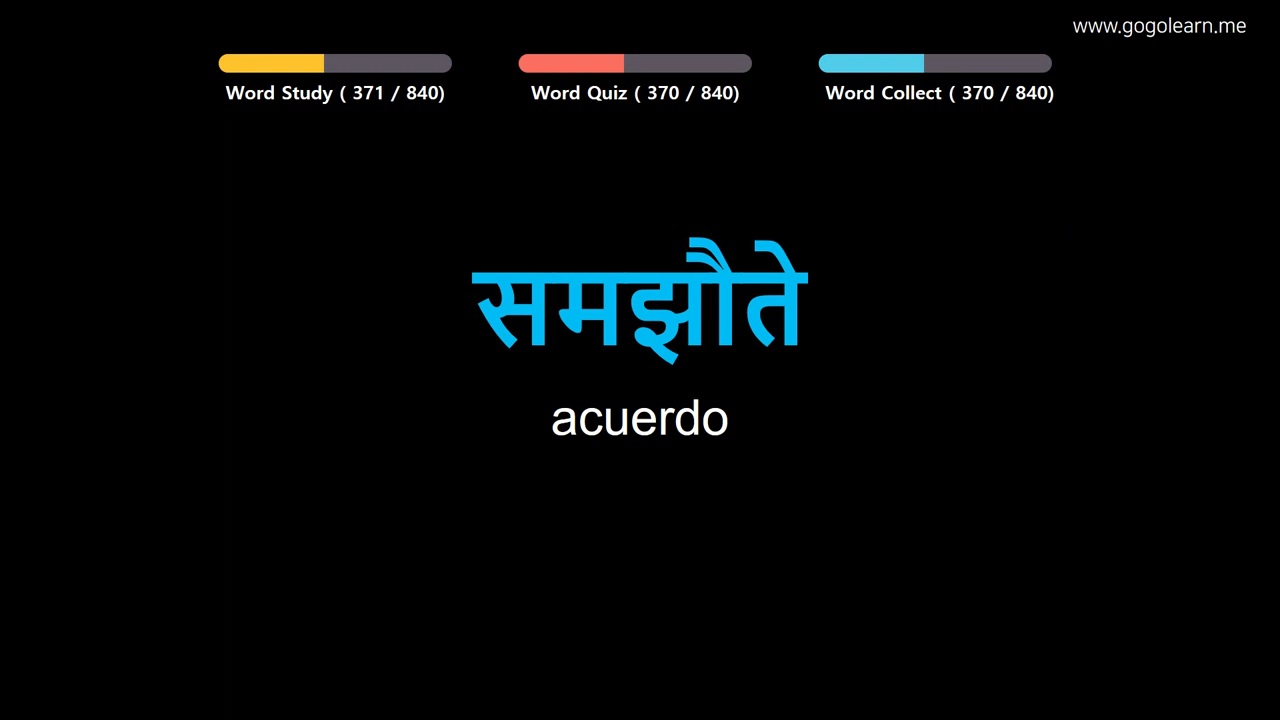 www.gogolearn.me
Word Study ( 371 / 840)
Word Quiz ( 370 / 840)
Word Collect ( 370 / 840)
समझौते
acuerdo